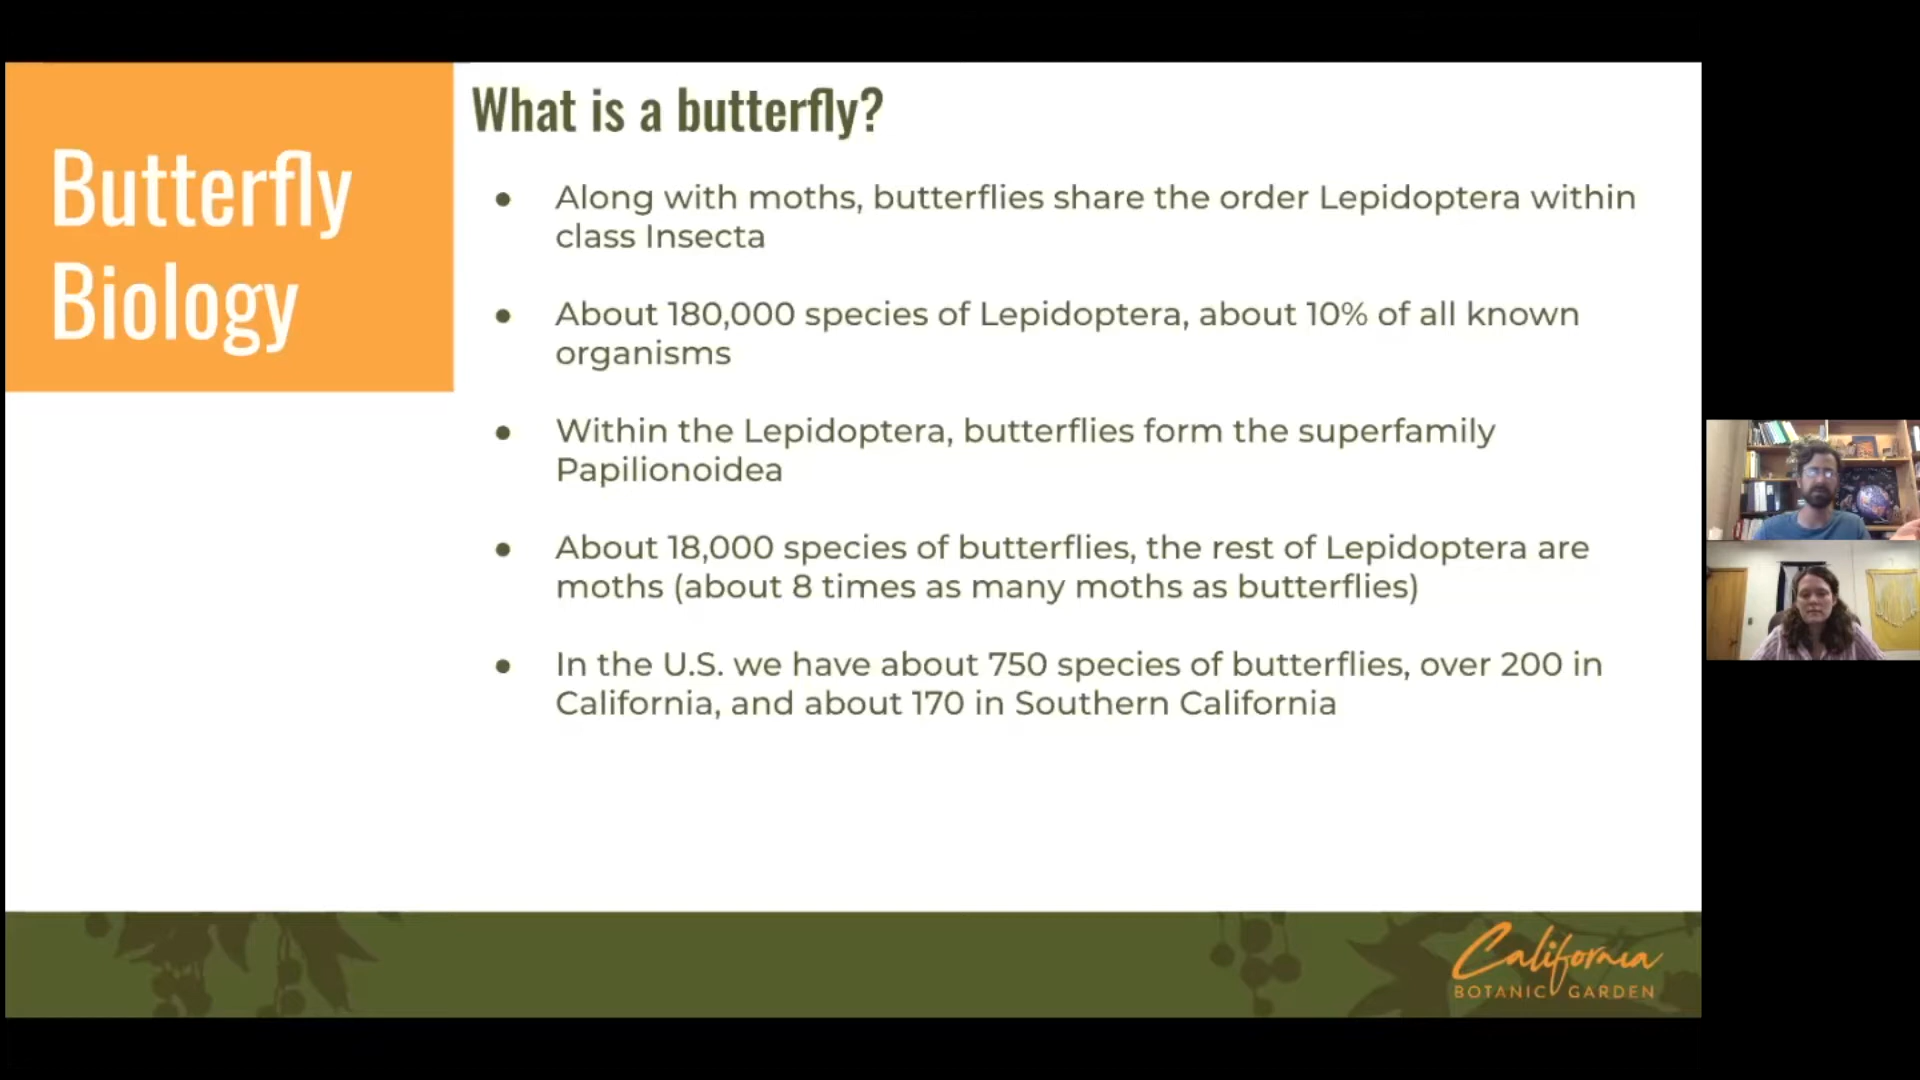 Butterfly
Biology
What is a butterfly?
● Along with moths, butterflies share the order Lepidoptera within
class Insecta
● About 180,000 species of Lepidoptera, about 10% of all known
organisms
● Within the Lepidoptera, butterflies form the superfamily
Papilionoidea
● About 18,000 species of butterflies, the rest of Lepidoptera are
moths (about 8 times as many moths as butterflies)
● In the U.S. we have about 750 species of butterflies, over 200 in
California, and about 170 in Southern California
California
BOTANIC GARDEN